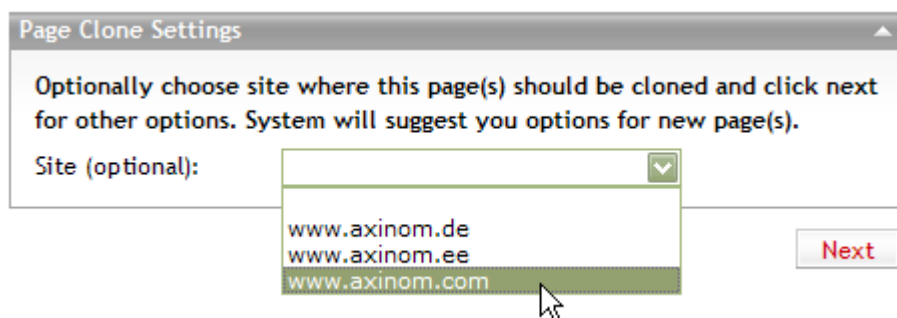 Page Clone Settings
Optionally choose site where this page(s) should be cloned and click next
for other options. System will suggest you options for new page(s).
Site (optional):
www.axinom.de
www.axinom.ee
www.axinom.com
Next